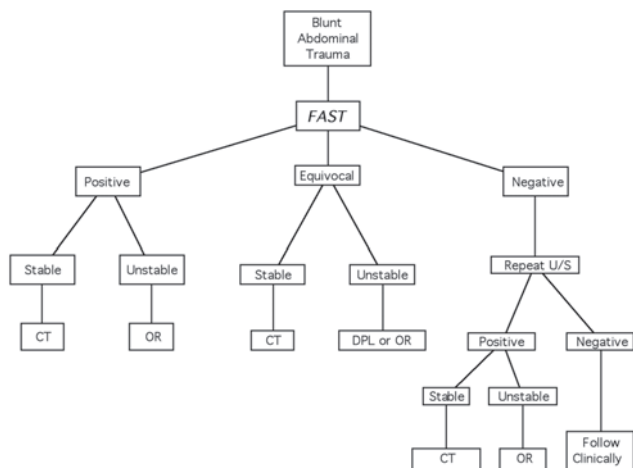 Blunt
Abdominal
Trauma
FAST
Positive
Equivocal
Negative
Stable
Unstable
Stable
Unstable
Repeat U/S
CT
OR
CT
DPL or OR
Positive
Negative
Stable
Unstable
CT
OR
Follow
Clinically